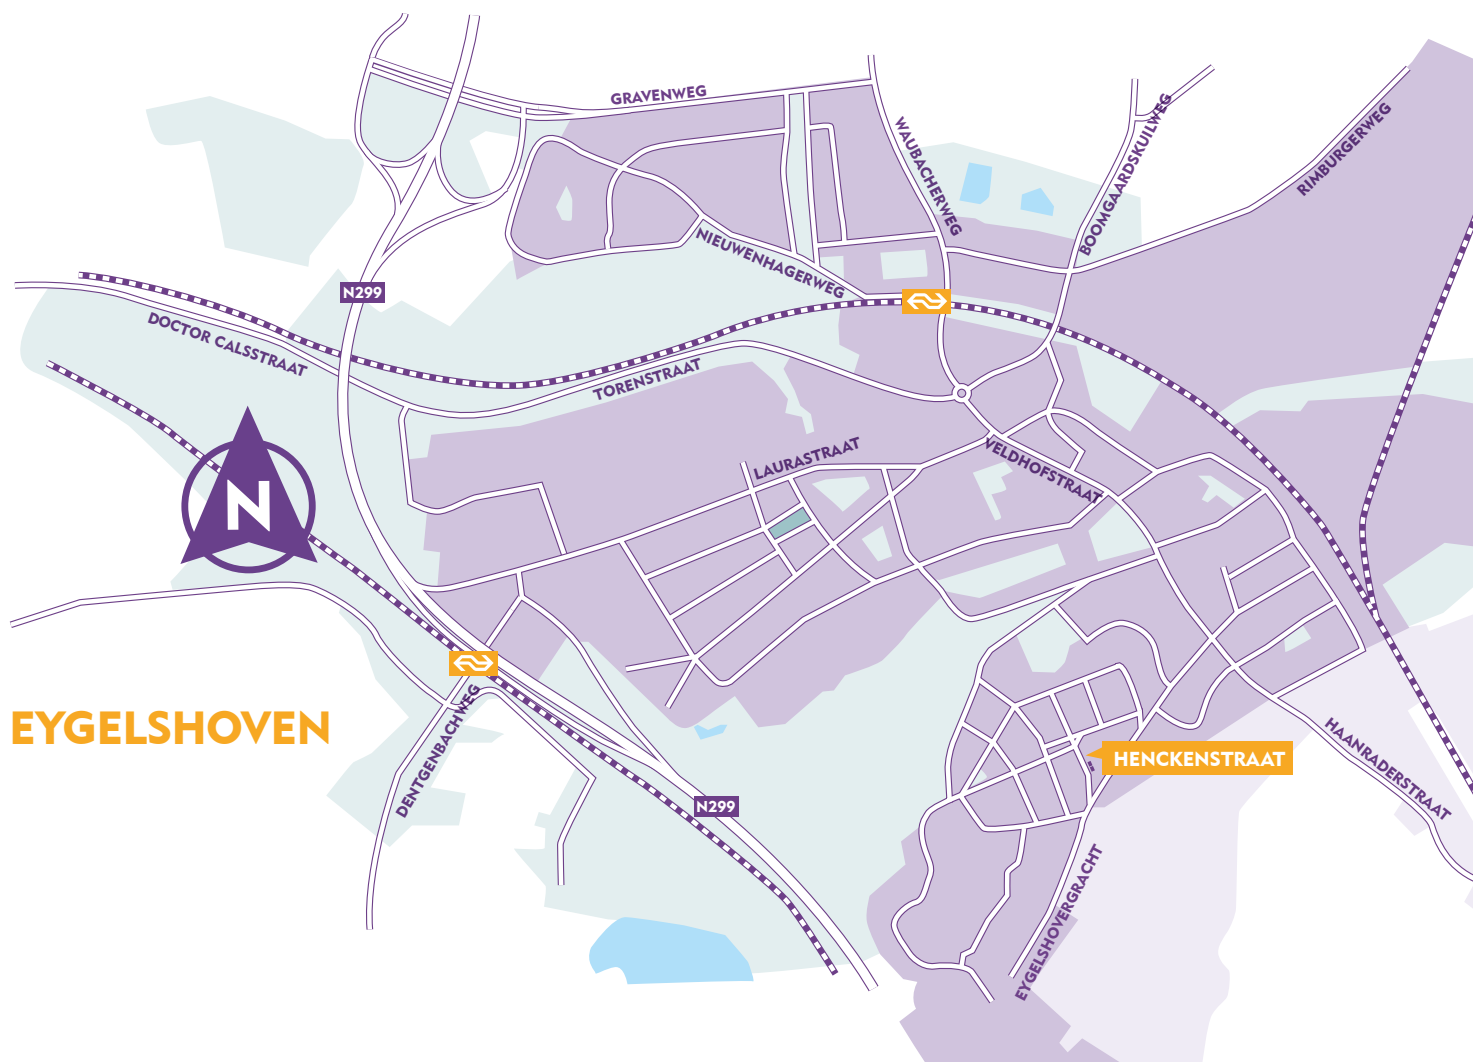 GRAVENWEG
WAUBACHERWEG
BOOMGAARDSKUILWEG
RIMBURGERWEG
NIEUWENHAGERWEG
N299
DOCTOR CALSSTRAAT
TORENSTRAAT
LAURASTRAAT
VELDHOFSTRAAT
N
EYGELSHOVEN
DENTGENBACHWEG
HENCKENSTRAAT
HAANRADERSTRAAT
N299
EYGELSHOVERGRACHT